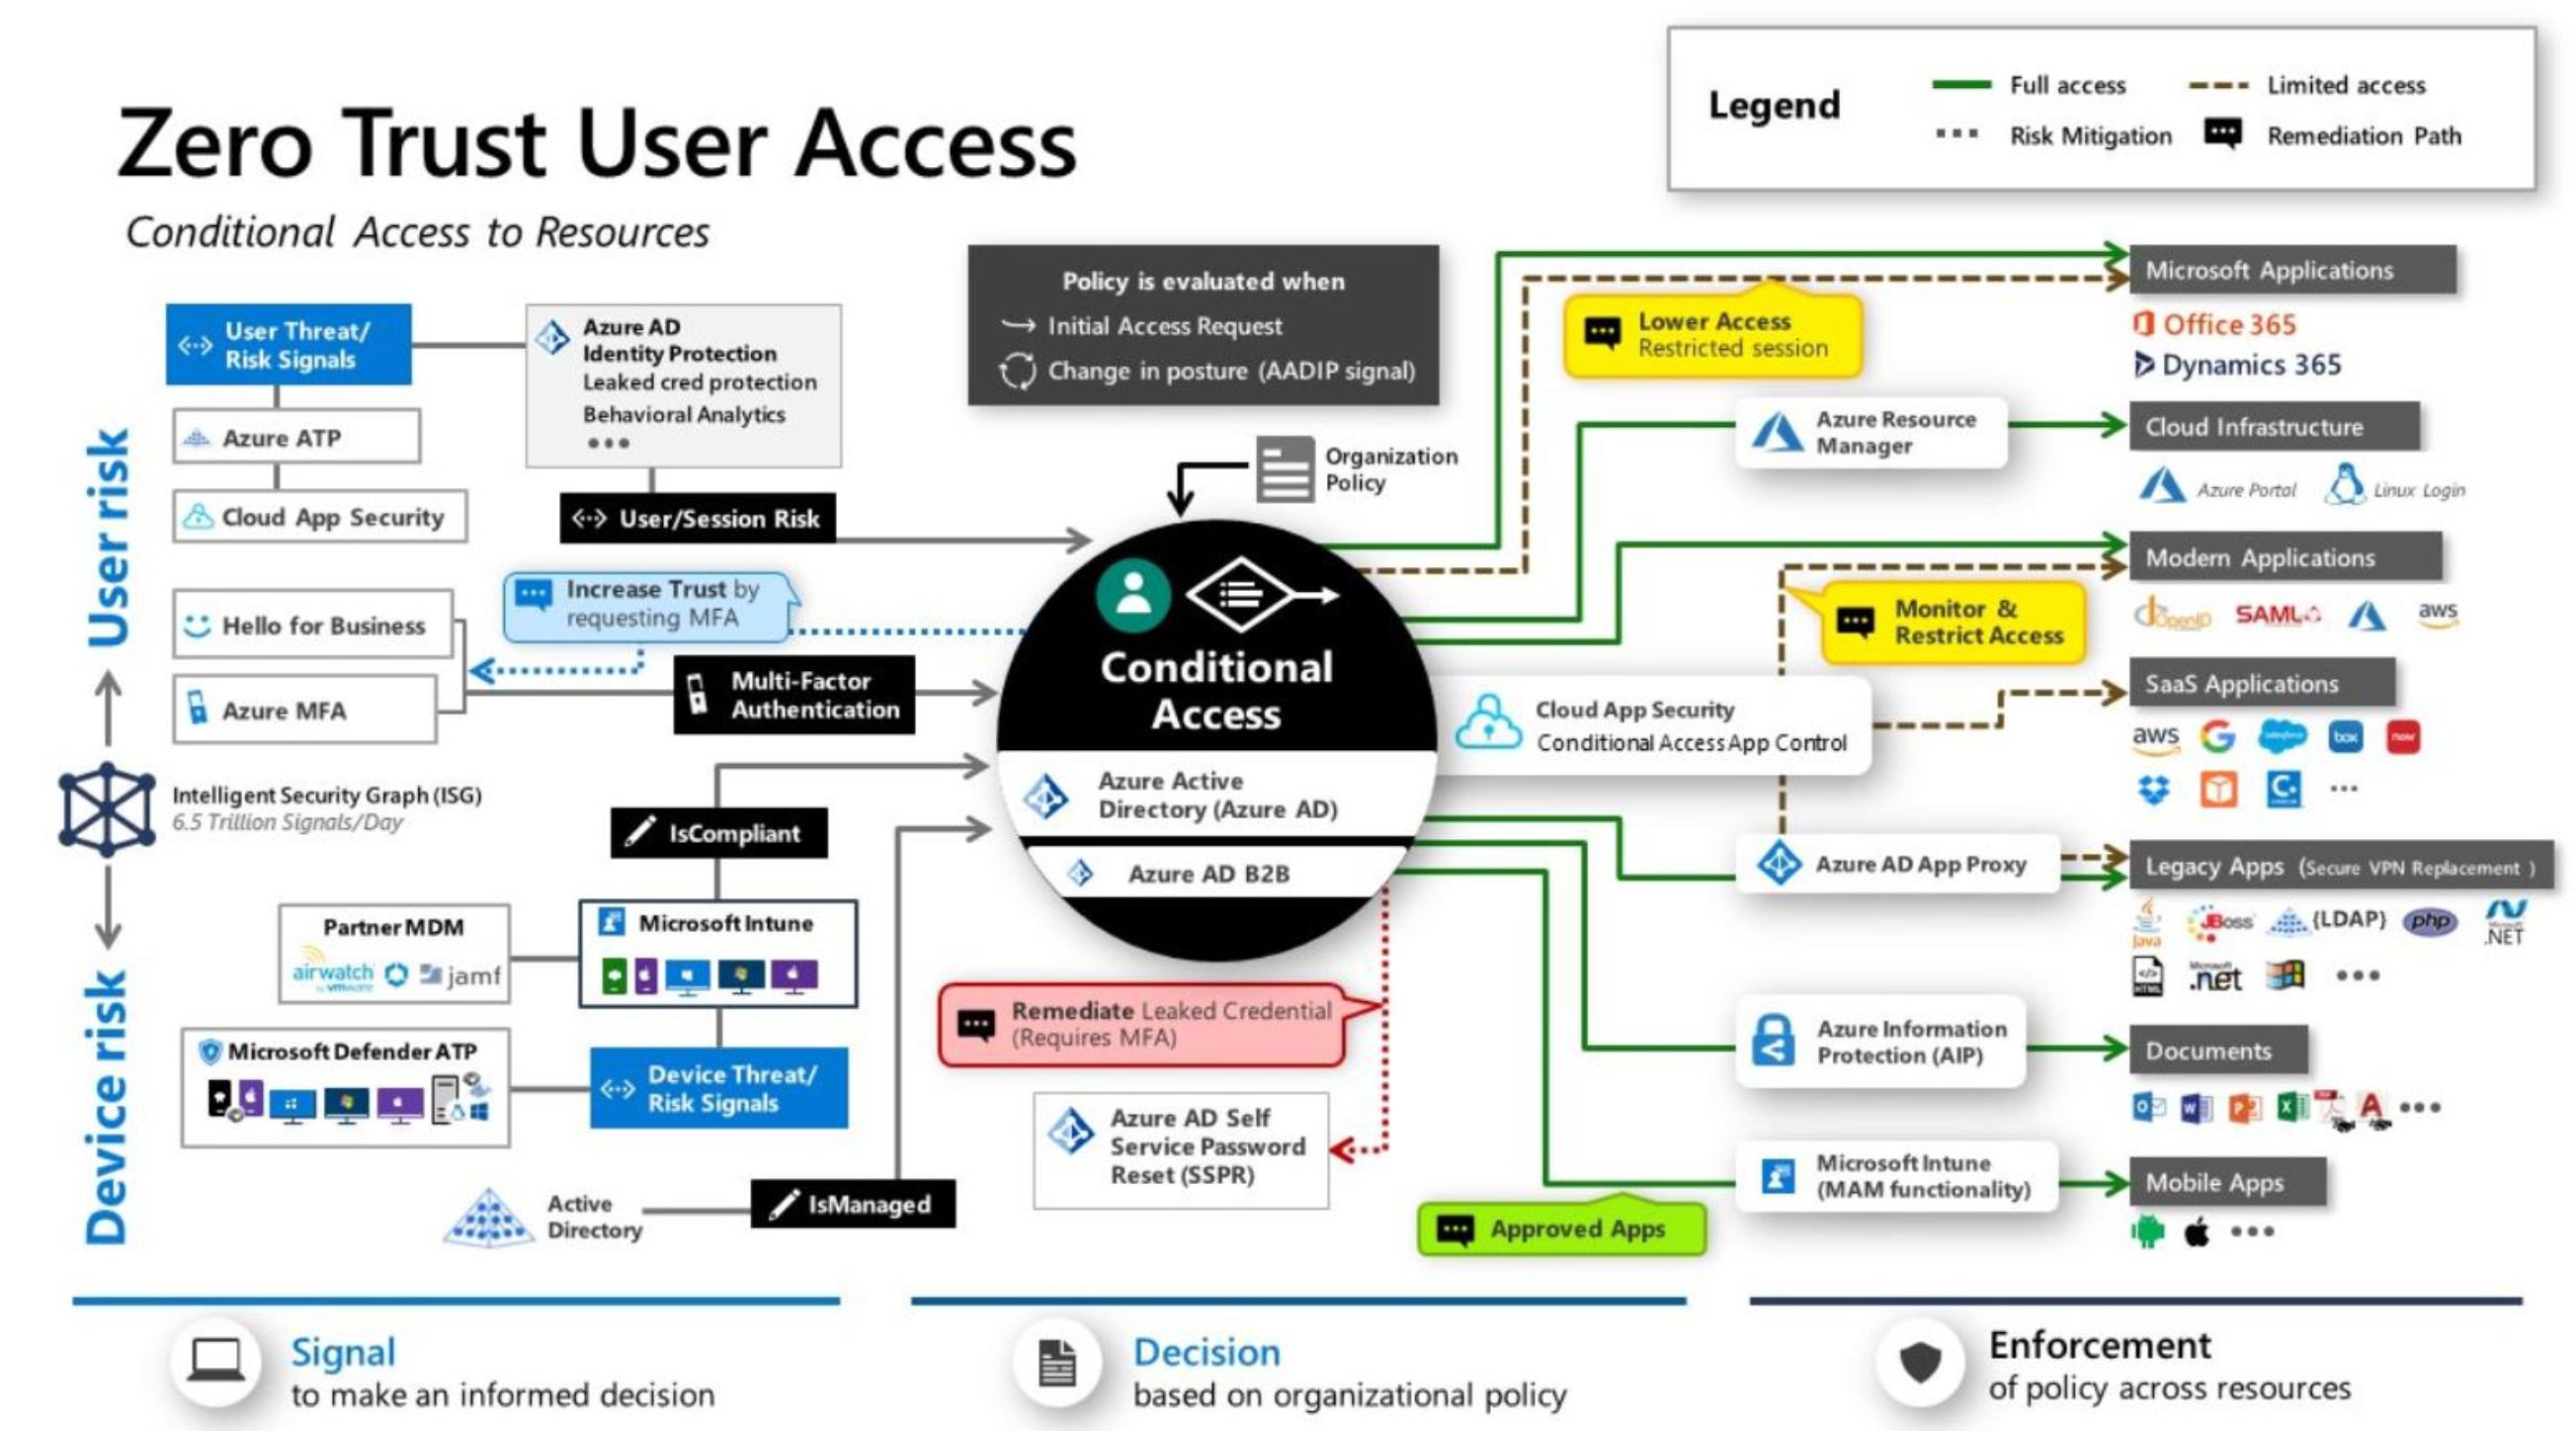 Zero Trust User Access
Conditional Access to Resources
Legend
Full access
Limited access
Risk Mitigation
Remediation Path
User risk
Device risk
User Threat/
Risk Signals
Azure ATP
Cloud App Security
Azure AD
Identity Protection
Leaked cred protection
Behavioral Analytics
User/Session Risk
Hello for Business
Azure MFA
Increase Trust by
requesting MFA
Multi-Factor
Authentication
Intelligent Security Graph (ISG)
6.5 Trillion Signals/Day
IsCompliant
Partner MDM
airwatch
by vmware
jamf
Microsoft Intune
Microsoft Defender ATP
Device Threat/
Risk Signals
Active
Directory
IsManaged
Policy is evaluated when
Initial Access Request
Change in posture (AADIP signal)
Organization
Policy
Conditional
Access
Azure Active
Directory (Azure AD)
Azure AD B2B
Remediate Leaked Credential
(Requires MFA)
Azure AD Self
Service Password
Reset (SSPR)
Approved Apps
Lower Access
Restricted session
Azure Resource
Manager
Monitor &
Restrict Access
Cloud App Security
Conditional Access App Control
Azure AD App Proxy
Azure Information
Protection (AIP)
Microsoft Intune
(MAM functionality)
Microsoft Applications
Office 365
Dynamics 365
Cloud Infrastructure
Azure Portal
Linux Login
Modern Applications
OpenID
SAML
aws
SaaS Applications
aws
salesforce
box
now
Legacy Apps (Secure VPN Replacement )
Java
JBoss
{LDAP}
php
Microsoft
.NET
HTML
Microsoft
.net
Documents
Mobile Apps
Signal
to make an informed decision
Decision
based on organizational policy
Enforcement
of policy across resources